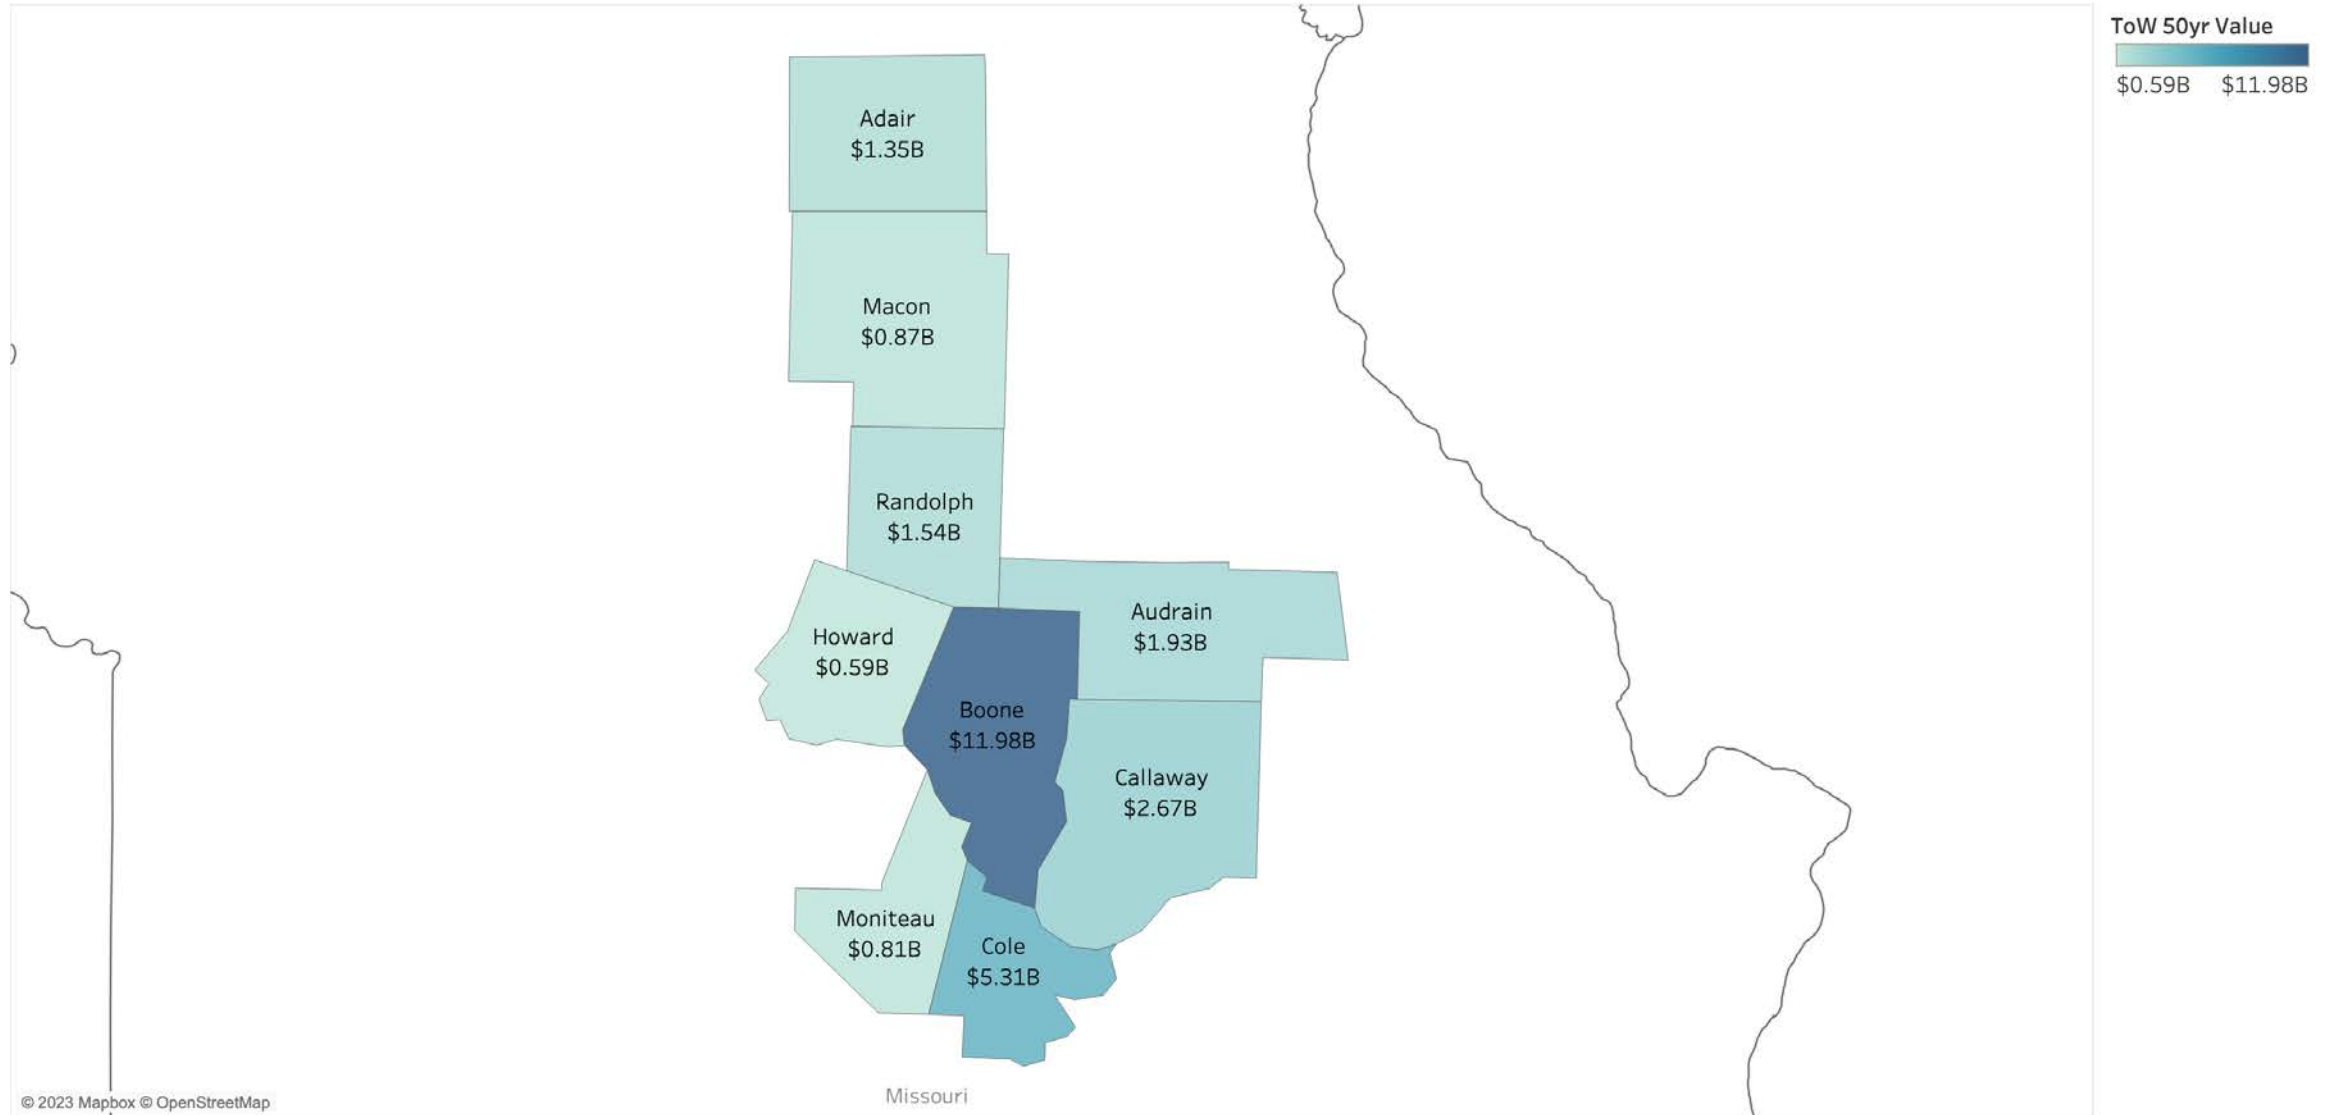 ToW 50yr Value
$0.59B $11.98B
Adair
$1.35B
Macon
$0.87B
Randolph
$1.54B
Audrain
$1.93B
Howard
$0.59B
Boone
$11.98B
Callaway
$2.67B
Moniteau
$0.81B
Cole
$5.31B
Missouri
© 2023 Mapbox © OpenStreetMap